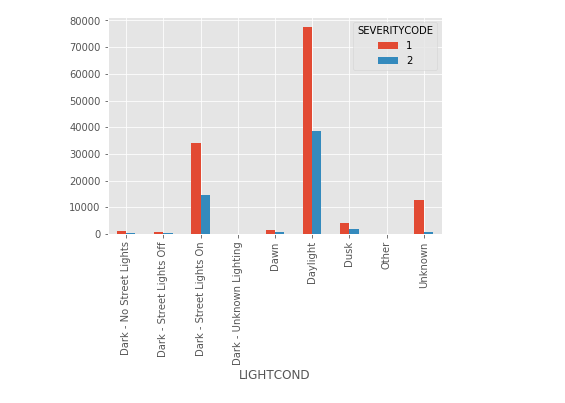 80000
70000
60000
50000
40000
30000
20000
10000
0
SEVERITYCODE
1
2
Dark - No Street Lights
Dark - Street Lights Off
Dark - Street Lights On
Dark - Unknown Lighting
Dawn
Daylight
Dusk
Other
Unknown
LIGHTCOND